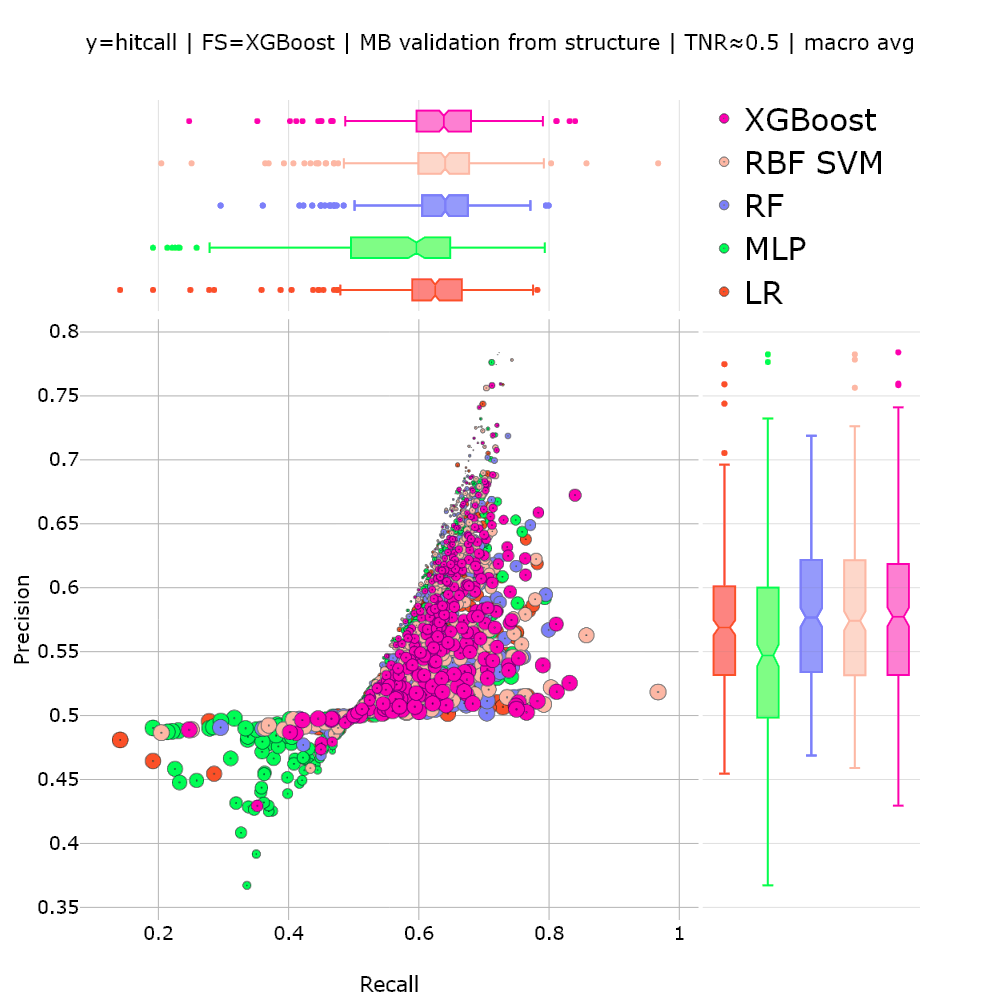 y=hitcall | FS=XGBoost | MB validation from structure | TNR≈0.5 | macro avg
XGBoost
RBF SVM
RF
MLP
LR
0.8
0.75
0.7
0.65
0.6
0.55
0.5
0.45
0.4
0.35
Precision
0.2
0.4
0.6
0.8
1
Recall